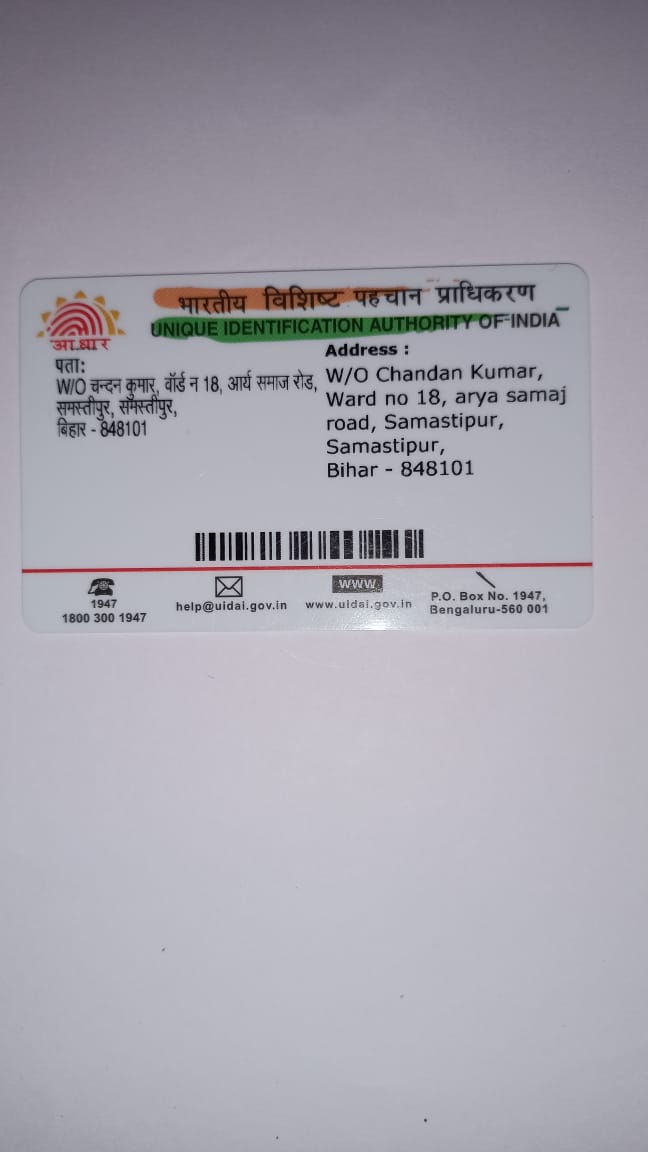 भारतीय विशिष्ट पहचान प्राधिकरण
UNIQUE IDENTIFICATION AUTHORITY OF INDIA
आधार
पता:
W/O चन्दन कुमार, वॉर्ड न 18, आर्य समाज रोड,
समस्तीपुर, समस्तीपुर,
बिहार - 848101
Address :
W/O Chandan Kumar,
Ward no 18, arya samaj
road, Samastipur,
Samastipur,
Bihar - 848101
1947
1800 300 1947
help@uidai.gov.in
www
www.uidai.gov.in
P.O. Box No. 1947,
Bengaluru-560 001